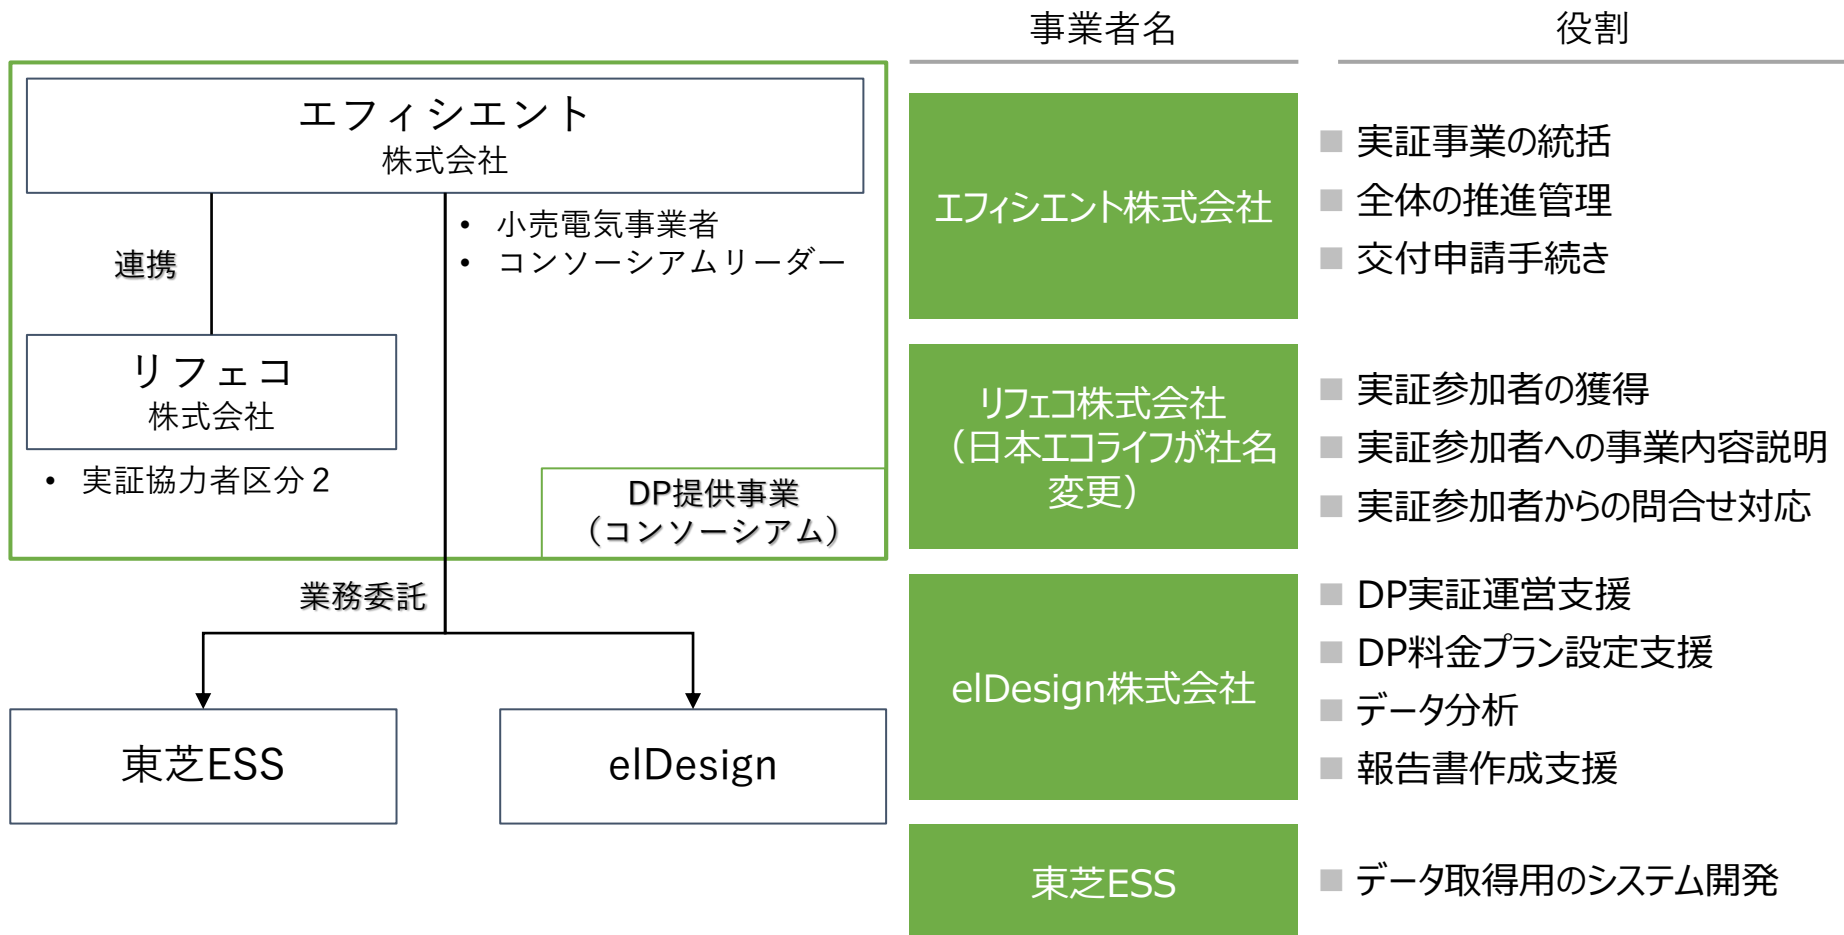 エフィシエント
株式会社
連携
• 小売電気事業者
• コンソーシアムリーダー
リフェコ
株式会社
• 実証協力者区分２
DP提供事業
（コンソーシアム）
業務委託
東芝ESS
elDesign
事業者名
役割
エフィシエント株式会社
■ 実証事業の統括
■ 全体の推進管理
■ 交付申請手続き
リフェコ株式会社
（日本エコライフが社名
変更）
■ 実証参加者の獲得
■ 実証参加者への事業内容説明
■ 実証参加者からの問合せ対応
elDesign株式会社
■ DP実証運営支援
■ DP料金プラン設定支援
■ データ分析
■ 報告書作成支援
東芝ESS
■ データ取得用のシステム開発